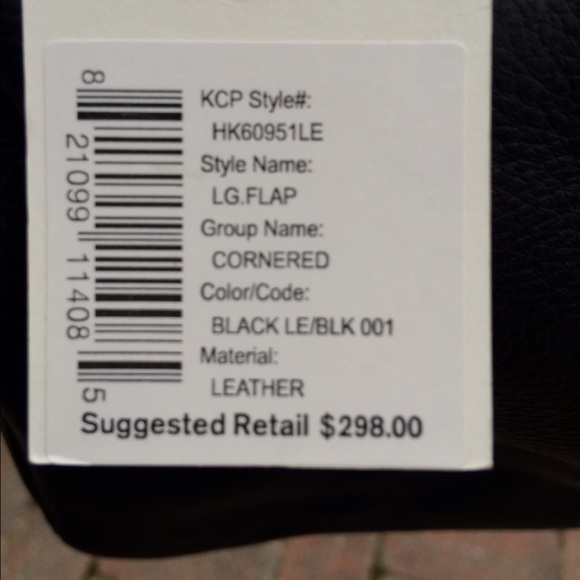 8 21099 11408 5
KCP Style#:
HK60951LE
Style Name:
LG.FLAP
Group Name:
CORNERED
Color/Code:
BLACK LE/BLK 001
Material:
LEATHER
Suggested Retail $298.00